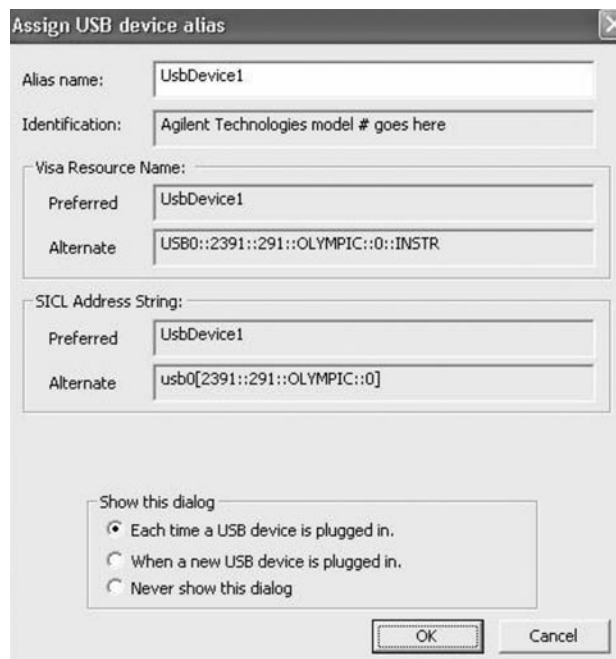 Assign USB device alias
Alias name: UsbDevice1
Identification: Agilent Technologies model # goes here
Visa Resource Name:
Preferred UsbDevice1
Alternate USB0::2391::291::OLYMPIC::0::INSTR
SICL Address String:
Preferred UsbDevice1
Alternate usb0[2391::291::OLYMPIC::0]
Show this dialog
Each time a USB device is plugged in.
When a new USB device is plugged in.
Never show this dialog
OK Cancel